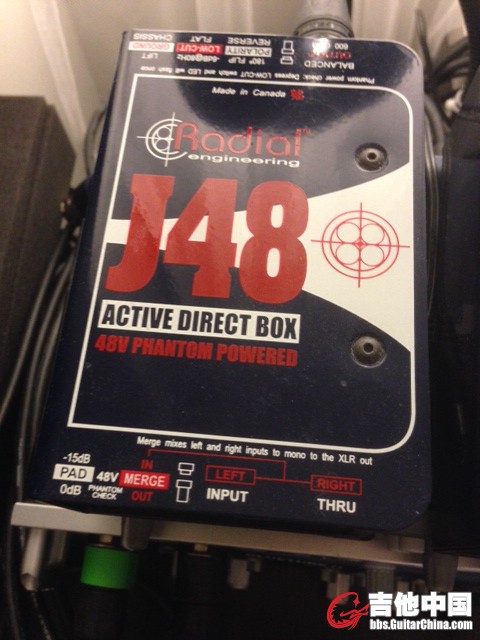 BALANCED
OUTPUT
600
180° FLIP POLARITY REVERSE
-6dB@80Hz LOW-CUT! FLAT
LIFT GROUND CHASSIS
Phantom power check: Depress LOW-CUT switch and LED will flash once
Made in Canada
Radial
engineering
J48
ACTIVE DIRECT BOX
48V PHANTOM POWERED
Merge mixes left and right inputs to mono to the XLR out
-15dB
PAD
0dB
48V
PHANTOM
CHECK
IN
MERGE
OUT
LEFT
INPUT
RIGHT
THRU
吉他中国
bbs.GuitarChina.com